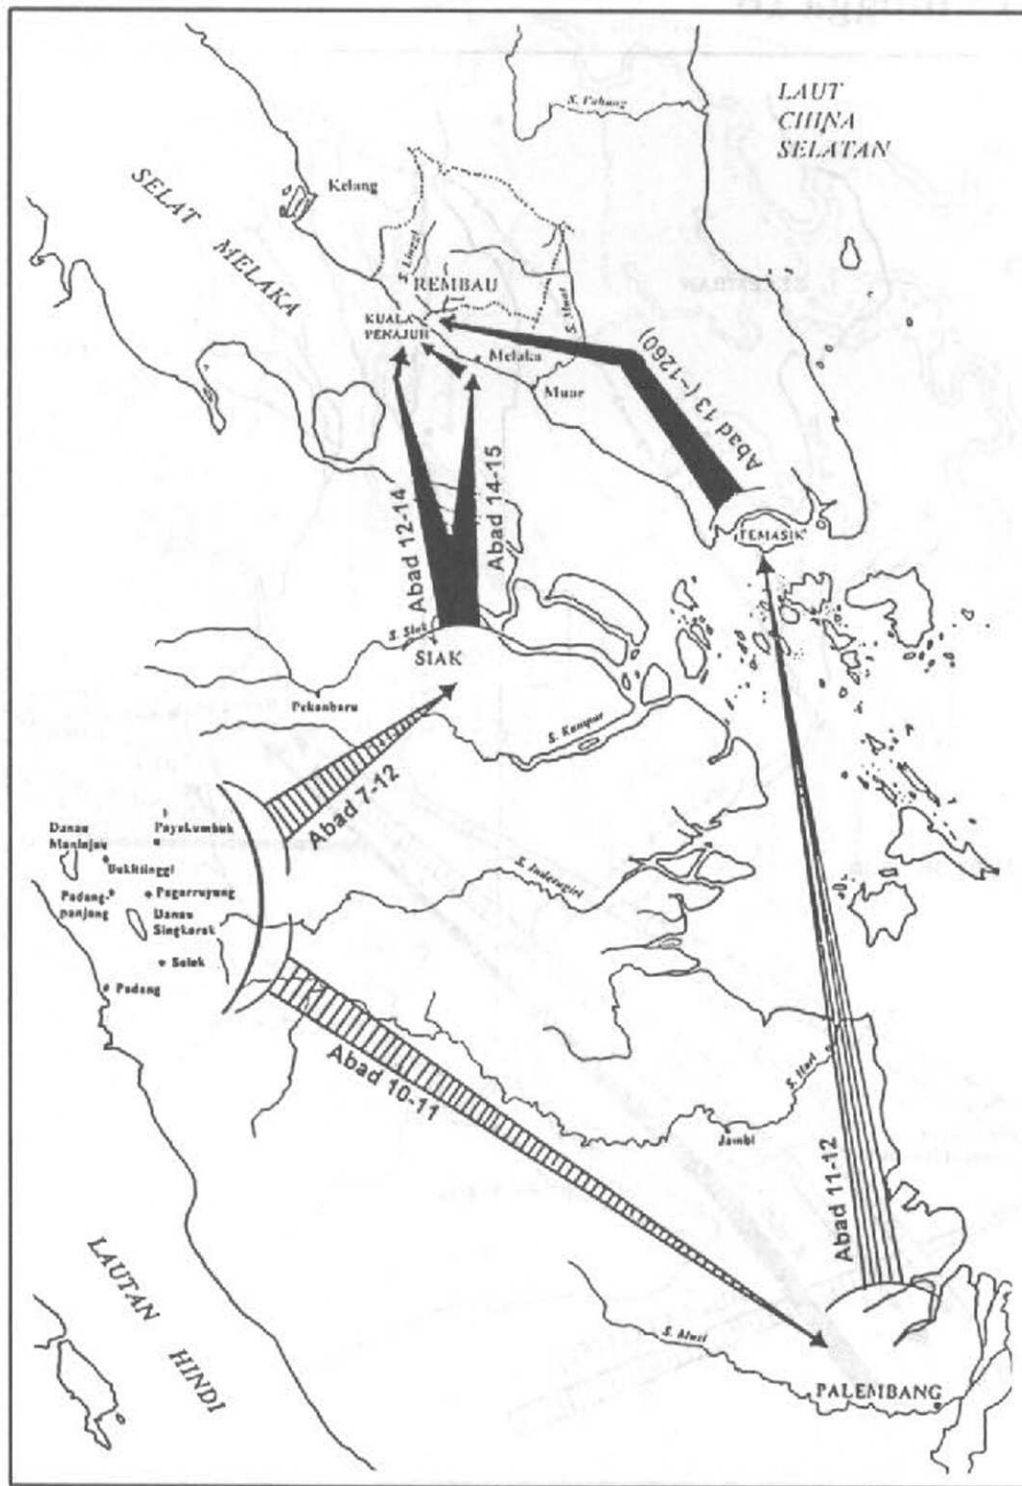 S. Pahang
LAUT
CHINA
SELATAN
SELAT MELAKA
Kelang
S. Linggi
REMBAU
S. Muar
KUALA
PENAJUH
Melaka
Muar
Abad 13 (~1260)
Abad 12-14
Abad 14-15
TEMASIK
S. Siak
SIAK
Pekanbaru
S. Kampar
Abad 7-12
Danau
Maninjau
Payakumbuh
Bukittinggi
Padang-
panjang
Pagarruyung
Danau
Singkarak
Solok
Padang
S. Inderagiri
Abad 10-11
S. Hari
Jambi
Abad 11-12
LAUTAN HINDI
S. Musi
PALEMBANG